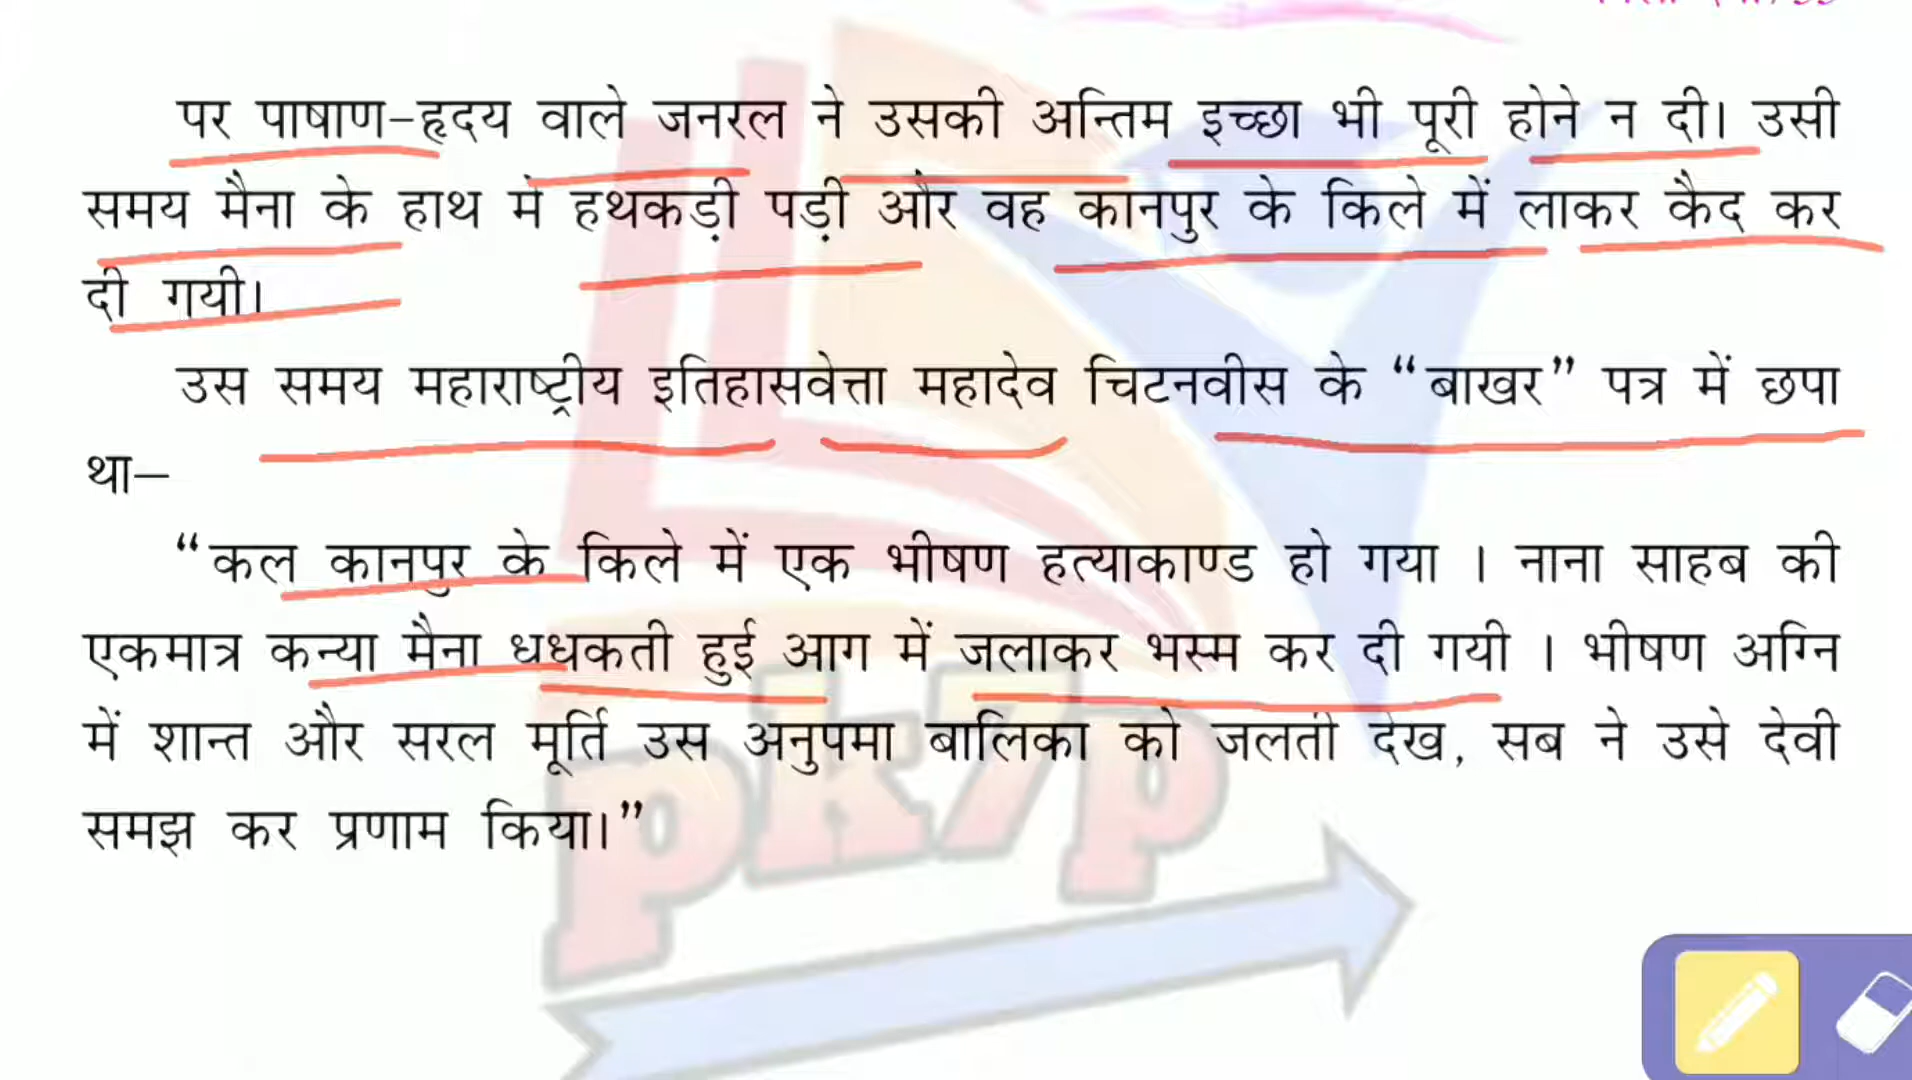 पर पाषाण-हृदय वाले जनरल ने उसकी अन्तिम इच्छा भी पूरी होने न दी। उसी
समय मैना के हाथ में हथकड़ी पड़ी और वह कानपुर के किले में लाकर कैद कर
दी गयी।
उस समय महाराष्ट्रीय इतिहासवेत्ता महादेव चिटनवीस के “बाखर” पत्र में छपा
था–
“कल कानपुर के किले में एक भीषण हत्याकाण्ड हो गया । नाना साहब की
एकमात्र कन्या मैना धधकती हुई आग में जलाकर भस्म कर दी गयी । भीषण अग्नि
में शान्त और सरल मूर्ति उस अनुपमा बालिका को जलती देख, सब ने उसे देवी
समझ कर प्रणाम किया।”
pk7p